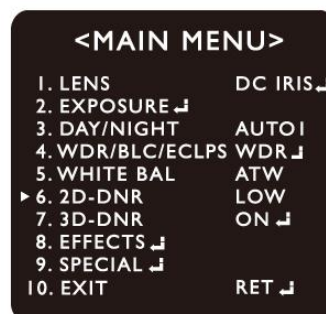 <MAIN MENU>
1. LENS DC IRIS↵
2. EXPOSURE↵
3. DAY/NIGHT AUTO1
4. WDR/BLC/ECLPS WDR↵
5. WHITE BAL ATW
▸6. 2D-DNR LOW
7. 3D-DNR ON↵
8. EFFECTS↵
9. SPECIAL↵
10. EXIT RET↵